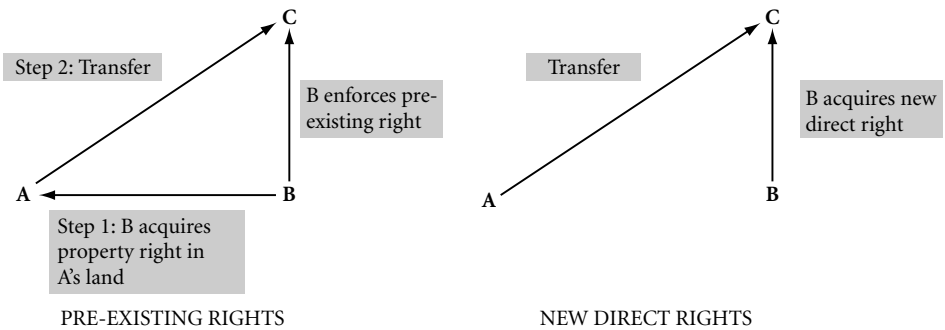 C
Step 2: Transfer
B enforces pre-
existing right
A
B
Step 1: B acquires
property right in
A's land
PRE-EXISTING RIGHTS
C
Transfer
B acquires new
direct right
A
B
NEW DIRECT RIGHTS